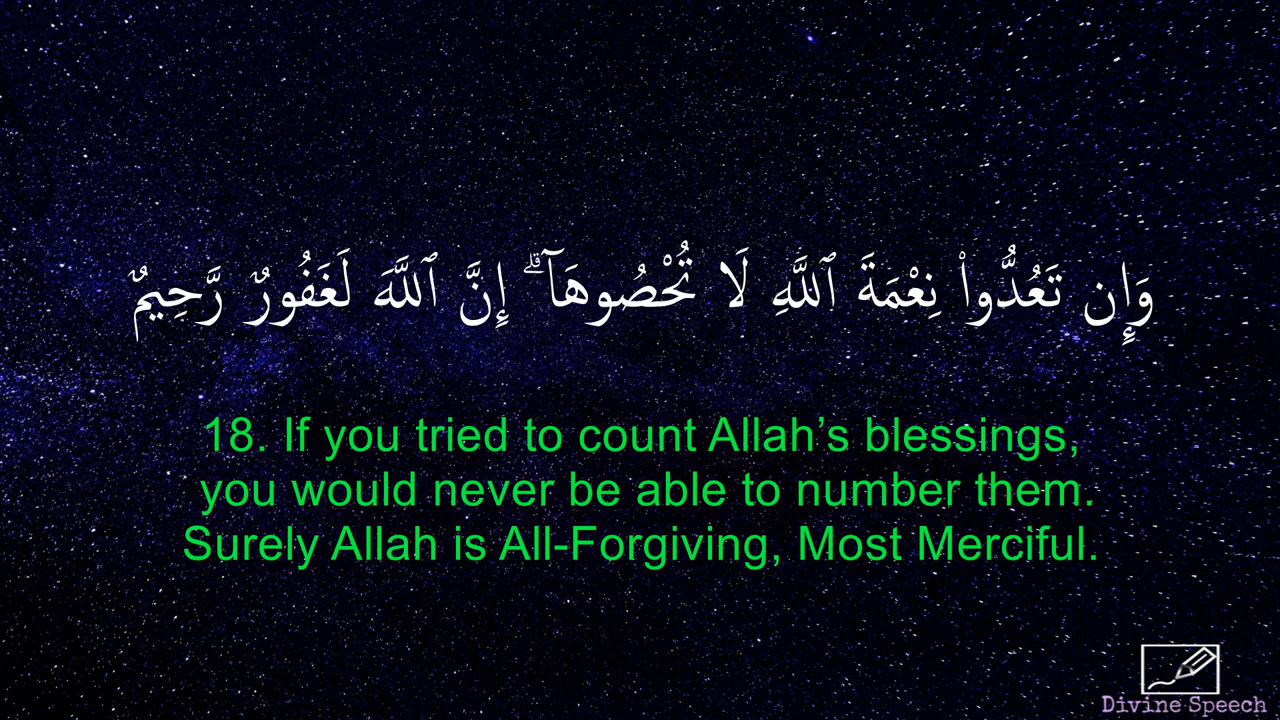 وَإِن تَعُدُّوا۟ نِعْمَةَ ٱللَّهِ لَا تُحْصُوهَآ ۗ إِنَّ ٱللَّهَ لَغَفُورٌ رَّحِيمٌ
18. If you tried to count Allah’s blessings,
you would never be able to number them.
Surely Allah is All-Forgiving, Most Merciful.
Divine Speech